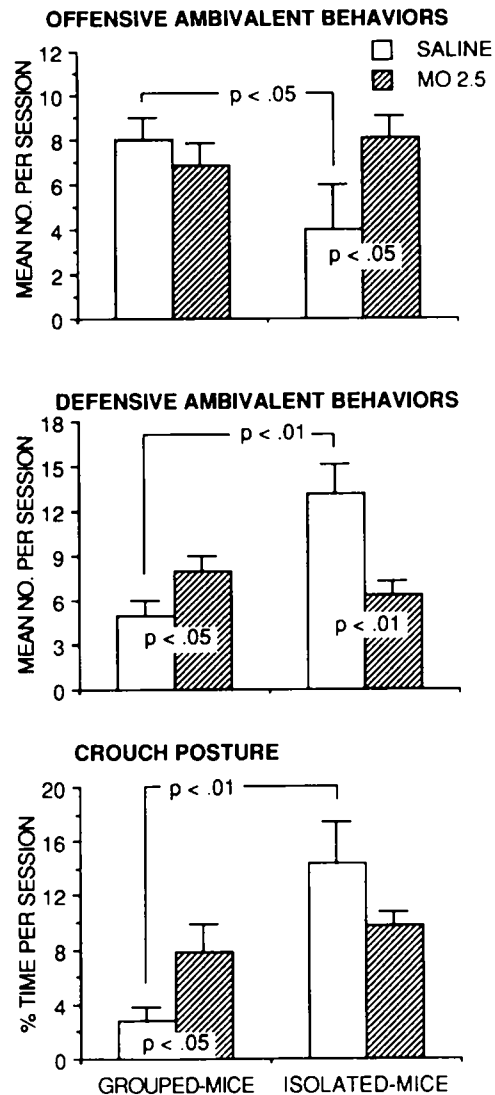 OFFENSIVE AMBIVALENT BEHAVIORS
SALINE
MO 2.5
MEAN NO. PER SESSION
12
10
8
6
4
2
0
p < .05
p < .05
DEFENSIVE AMBIVALENT BEHAVIORS
MEAN NO. PER SESSION
18
15
12
9
6
3
0
p < .01
p < .05
p < .01
CROUCH POSTURE
% TIME PER SESSION
20
16
12
8
4
0
p < .01
p < .05
GROUPED-MICE ISOLATED-MICE